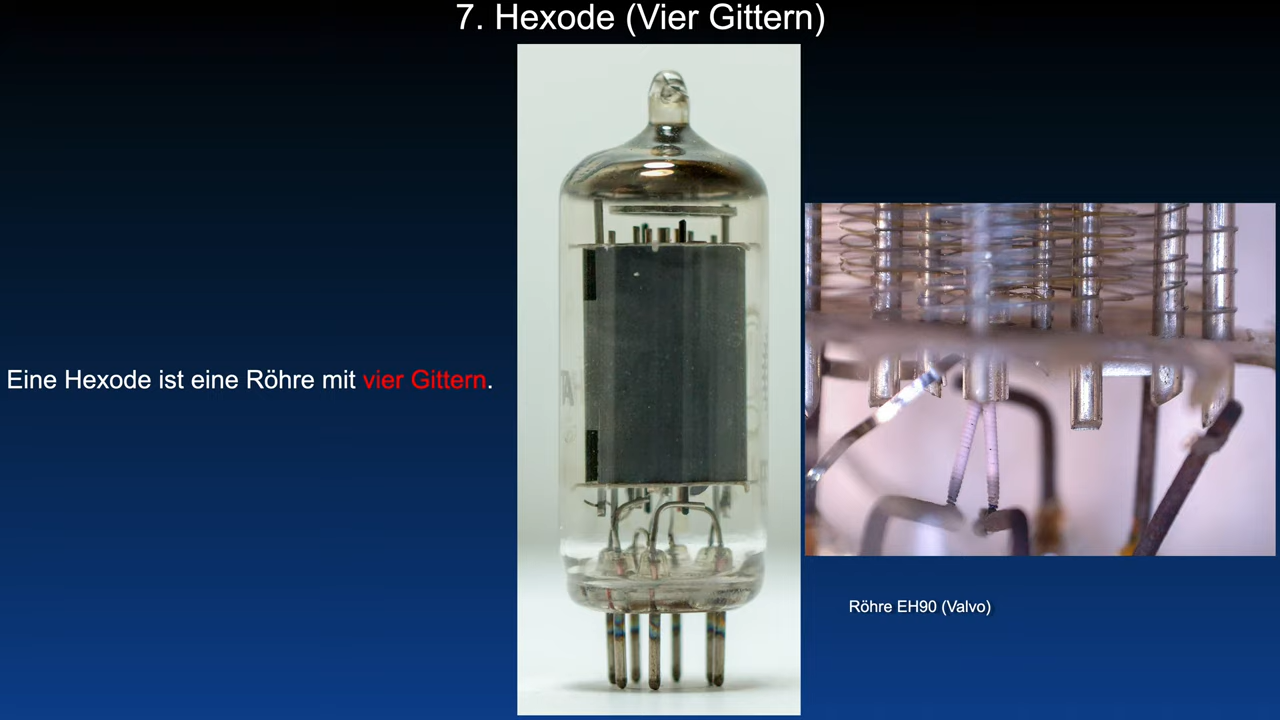 7. Hexode (Vier Gittern)
Eine Hexode ist eine Röhre mit vier Gittern.
Röhre EH90 (Valvo)